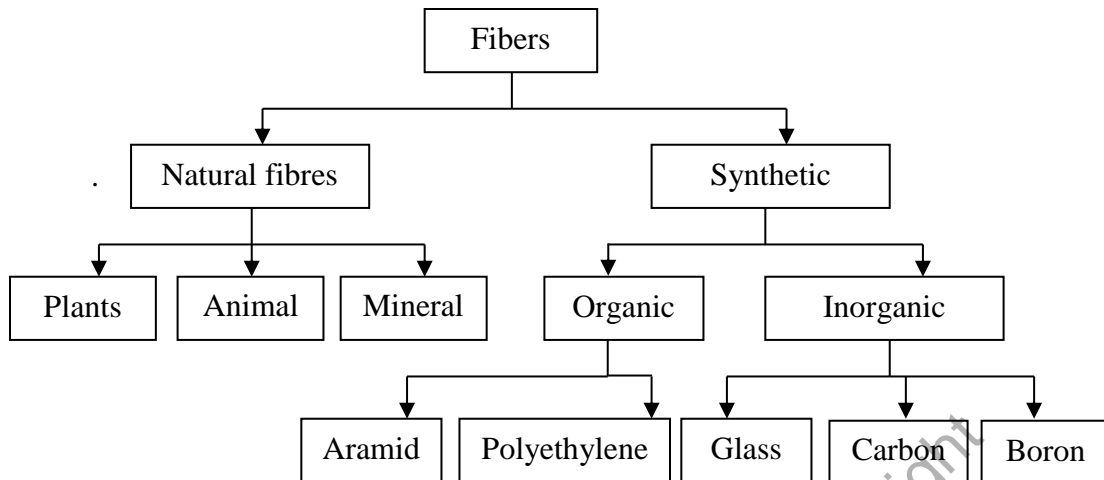 Fibers
Natural fibres Synthetic
.
Plants Animal Mineral Organic Inorganic
Aramid Polyethylene Glass Carbon Boron